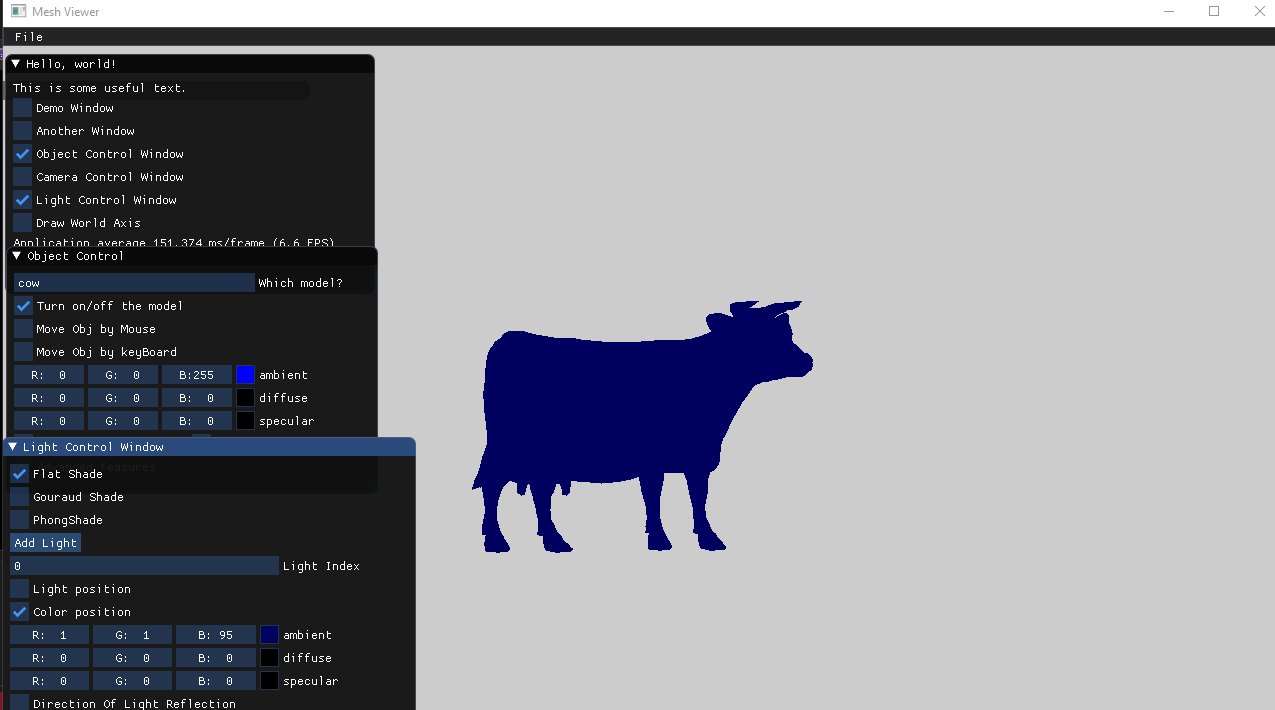 Mesh Viewer
File
Hello, world!
This is some useful text.
Demo Window
Another Window
Object Control Window
Camera Control Window
Light Control Window
Draw World Axis
Application average 151.374 ms/frame (6.6 FPS)
Object Control
cow Which model?
Turn on/off the model
Move Obj by Mouse
Move Obj by keyBoard
R: 0 G: 0 B:255 ambient
R: 0 G: 0 B: 0 diffuse
R: 0 G: 0 B: 0 specular
Light Control Window
Flat Shade
Gouraud Shade
PhongShade
Add Light
0 Light Index
Light position
Color position
R: 1 G: 1 B: 95 ambient
R: 0 G: 0 B: 0 diffuse
R: 0 G: 0 B: 0 specular
Direction Of Light Reflection